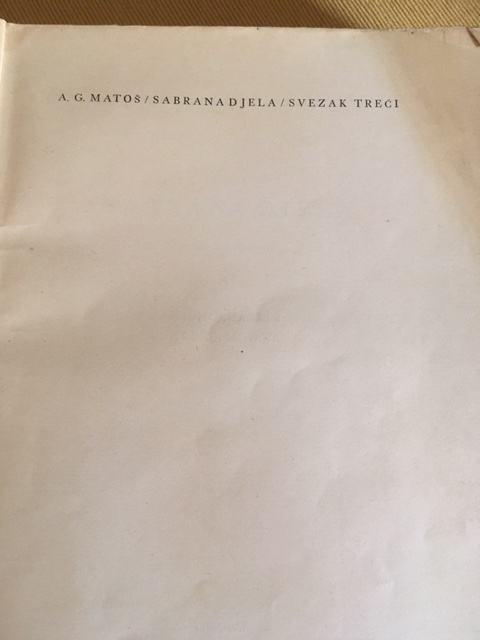 A. G. MATOŠ / SABRANA DJELA / SVEZAK TREĆI